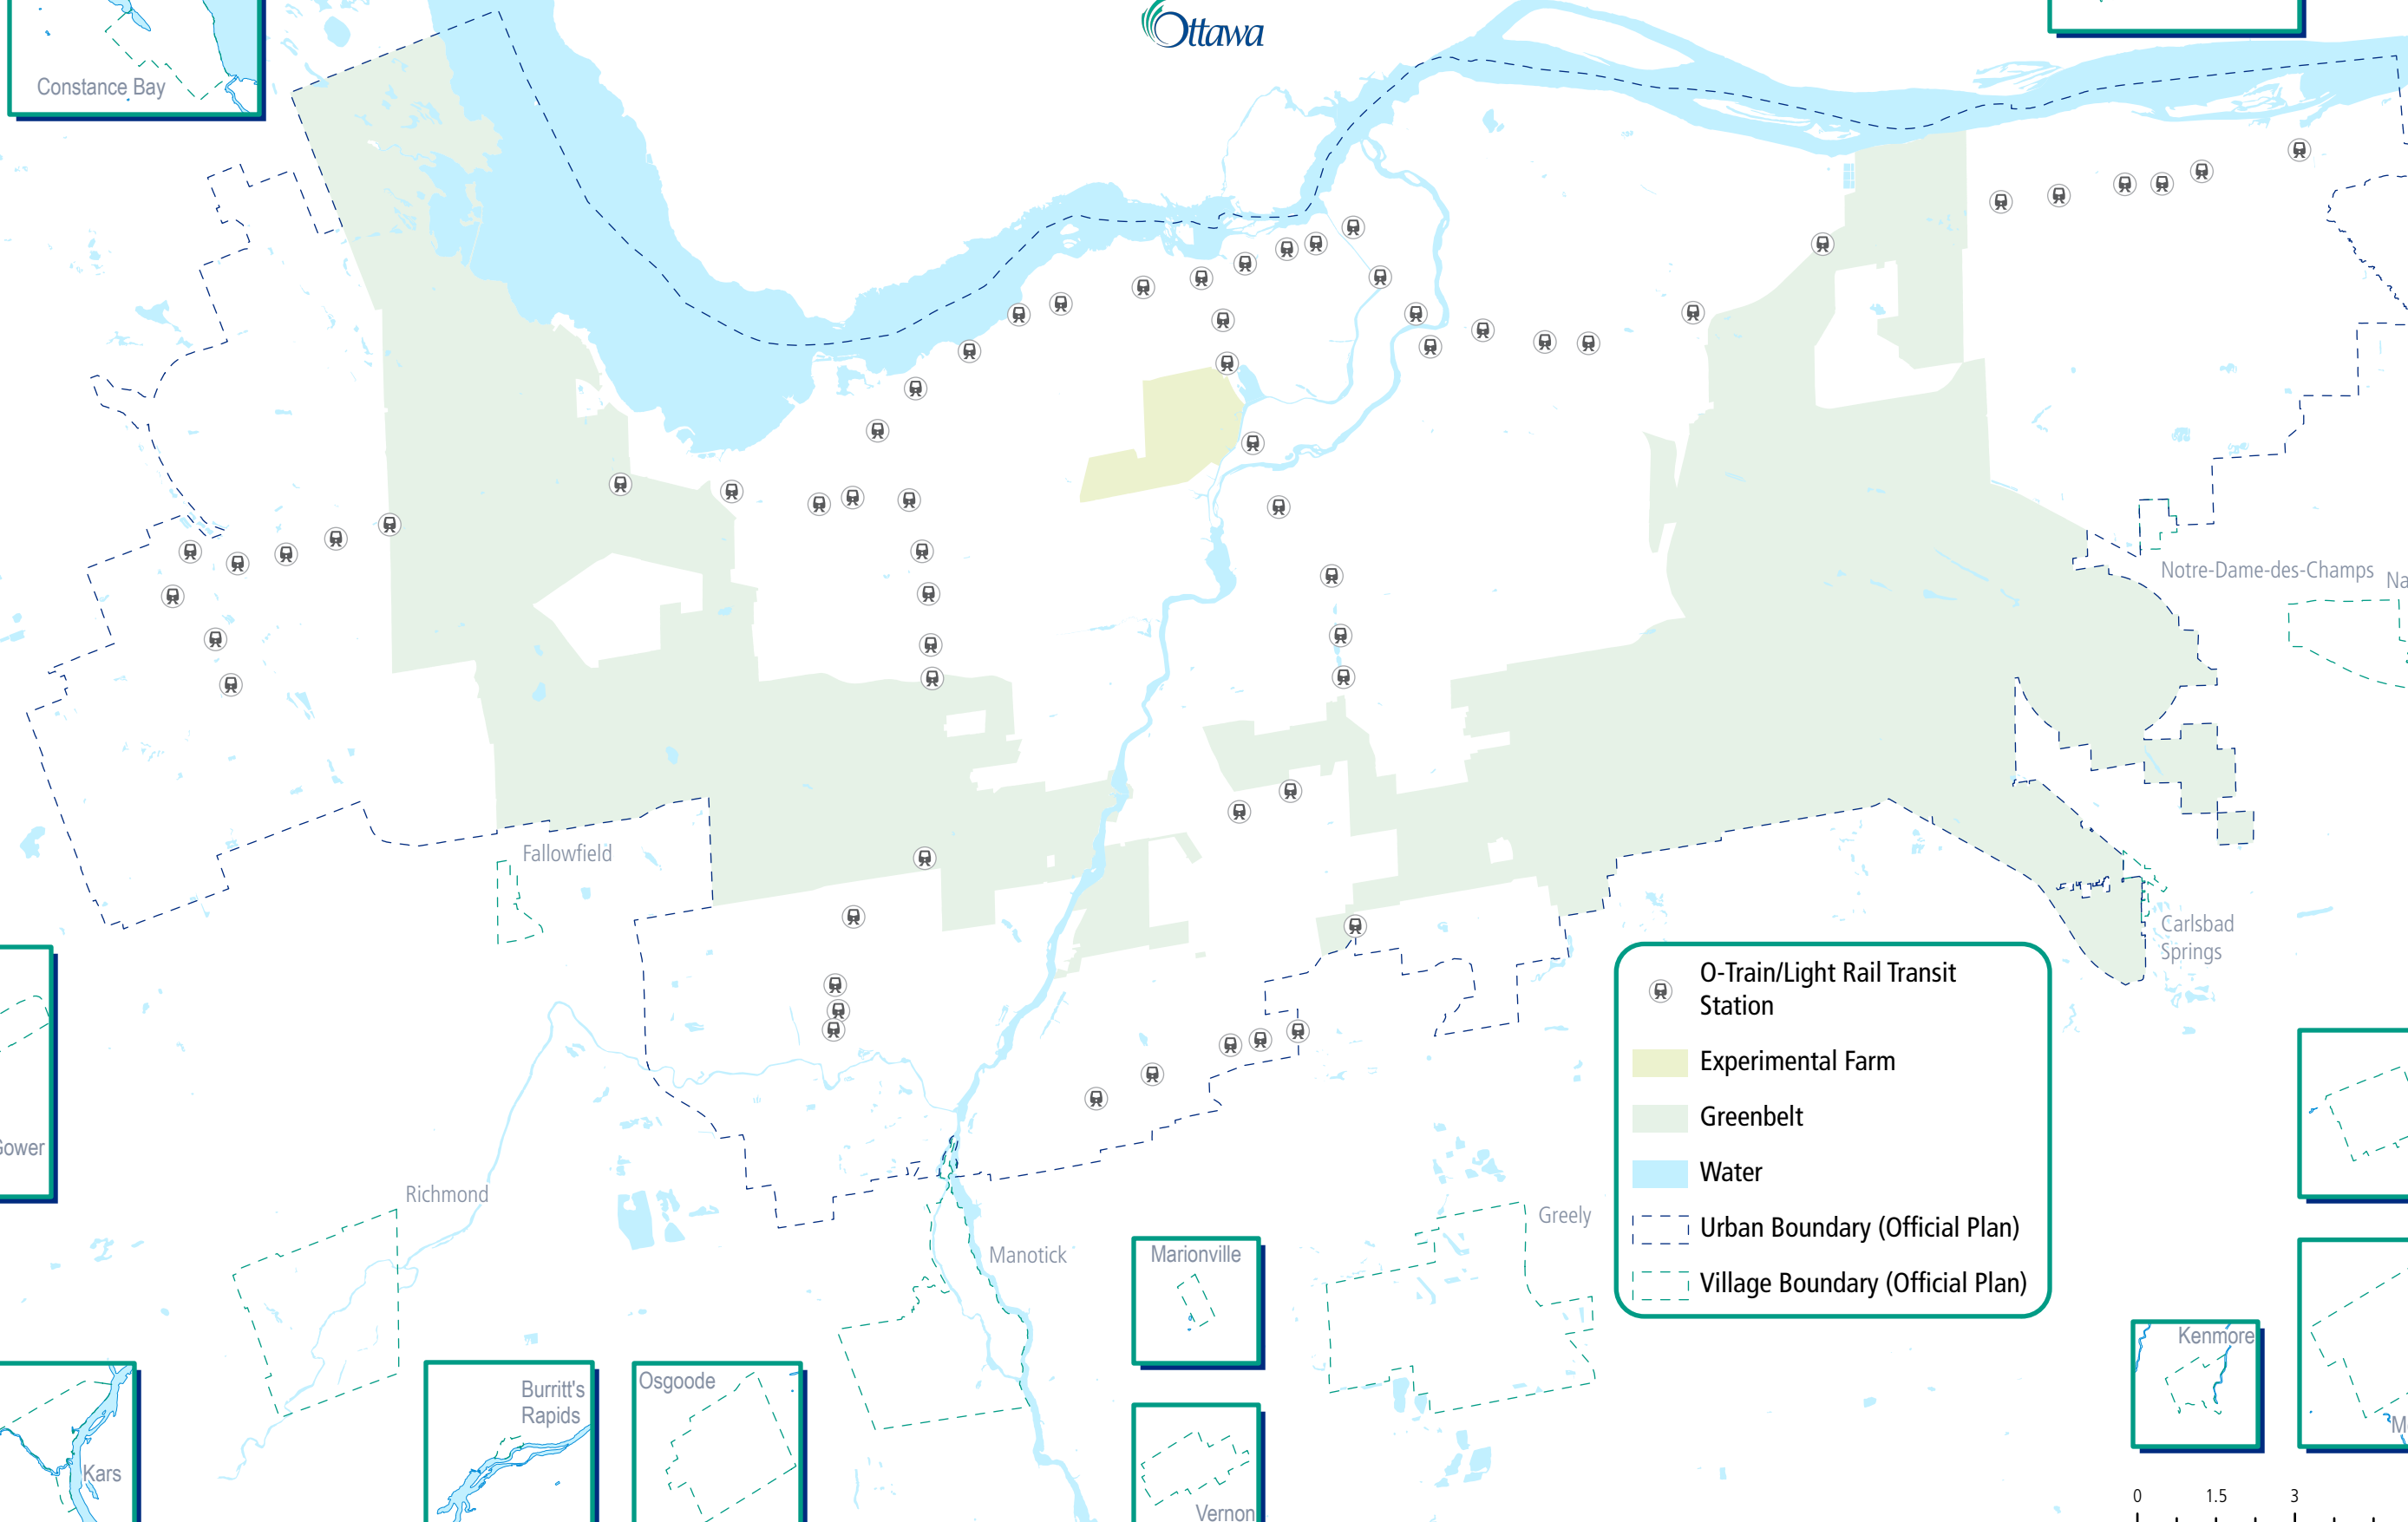 Ottawa
Constance Bay
Notre-Dame-des-Champs
Na
Fallowfield
Carlsbad
Springs
O-Train/Light Rail Transit
Station
Experimental Farm
Greenbelt
Water
Urban Boundary (Official Plan)
Village Boundary (Official Plan)
Gower
Richmond
Greely
Manotick
Marionville
Kenmore
Osgoode
Burritt's
Rapids
Kars
M
Vernon
0 1.5 3